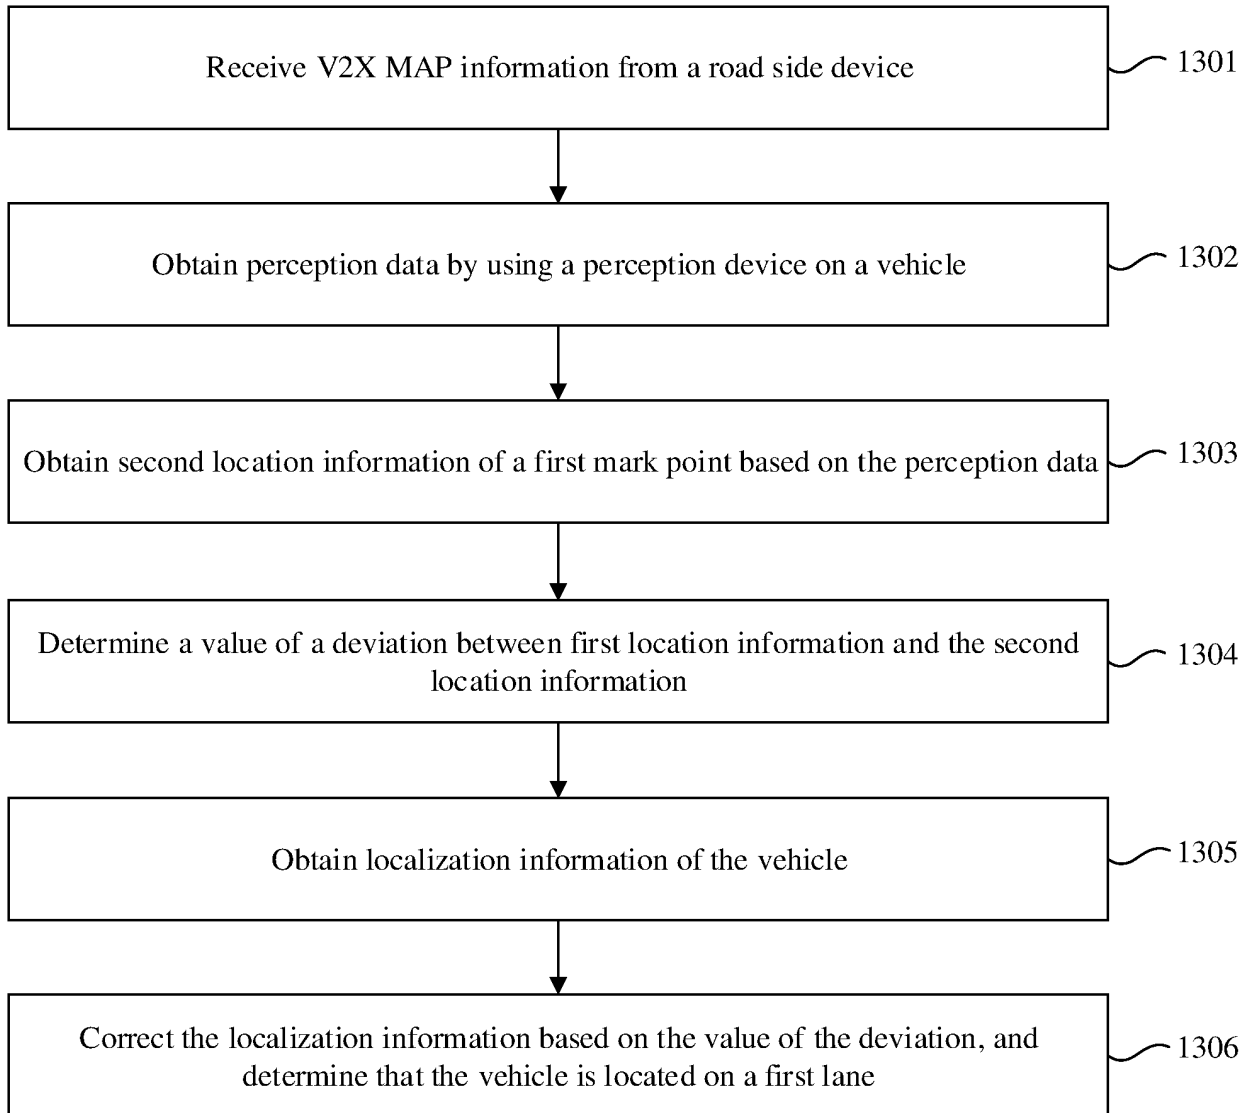 Receive V2X MAP information from a road side device
1301
Obtain perception data by using a perception device on a vehicle
1302
Obtain second location information of a first mark point based on the perception data
1303
Determine a value of a deviation between first location information and the second
location information
1304
Obtain localization information of the vehicle
1305
Correct the localization information based on the value of the deviation, and
determine that the vehicle is located on a first lane
1306